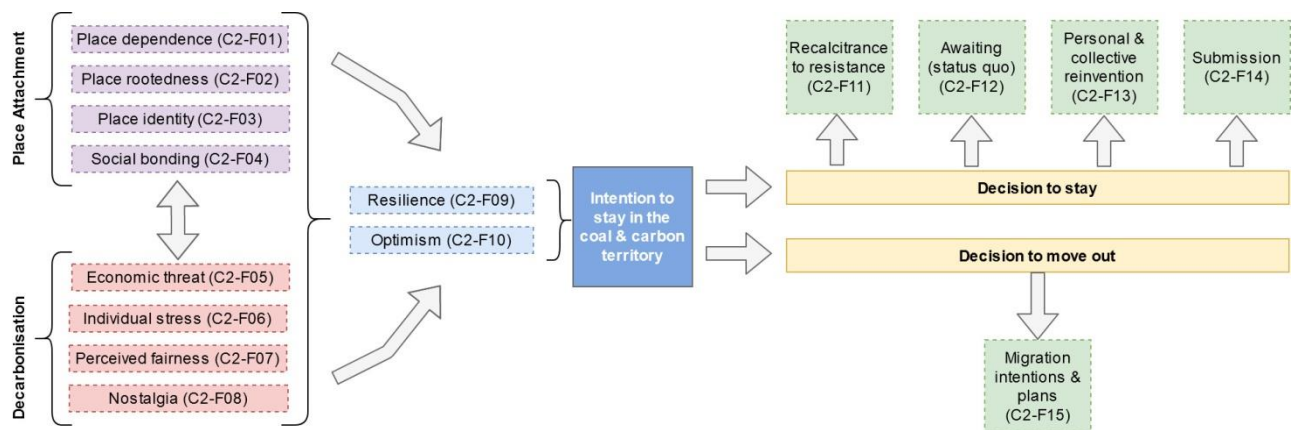 Place Attachment
Place dependence (C2-F01)
Place rootedness (C2-F02)
Place identity (C2-F03)
Social bonding (C2-F04)
Decarbonisation
Economic threat (C2-F05)
Individual stress (C2-F06)
Perceived fairness (C2-F07)
Nostalgia (C2-F08)
Resilience (C2-F09)
Optimism (C2-F10)
Intention to
stay in the
coal & carbon
territory
Recalcitrance
to resistance
(C2-F11)
Awaiting
(status quo)
(C2-F12)
Personal &
collective
reinvention
(C2-F13)
Submission
(C2-F14)
Decision to stay
Decision to move out
Migration
intentions &
plans
(C2-F15)